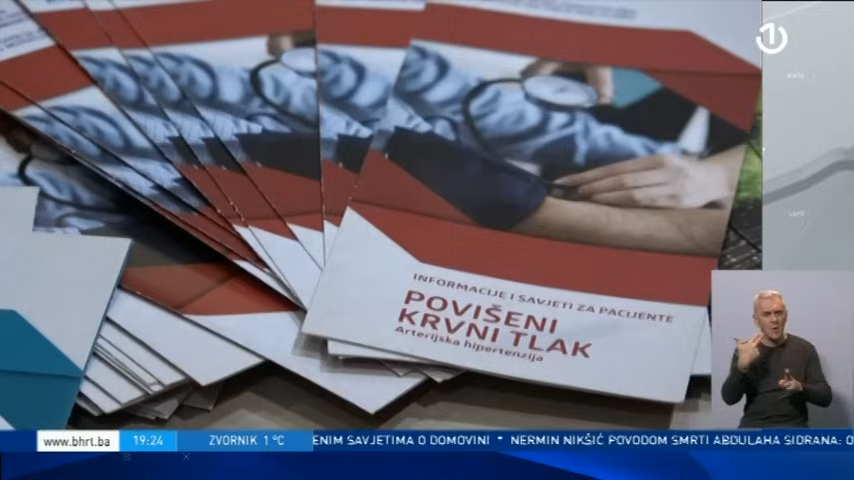 INFORMACIJE I SAVJETI ZA PACIJENTE
POVIŠENI
KRVNI TLAK
Arterijska hipertenzija
www.bhrt.ba 19:24 ZVORNIK 1°C ENIM SAVJETIMA O DOMOVINI * NERMIN NIKŠIĆ POVODOM SMRTI ABDULAHA SIDRANA: O